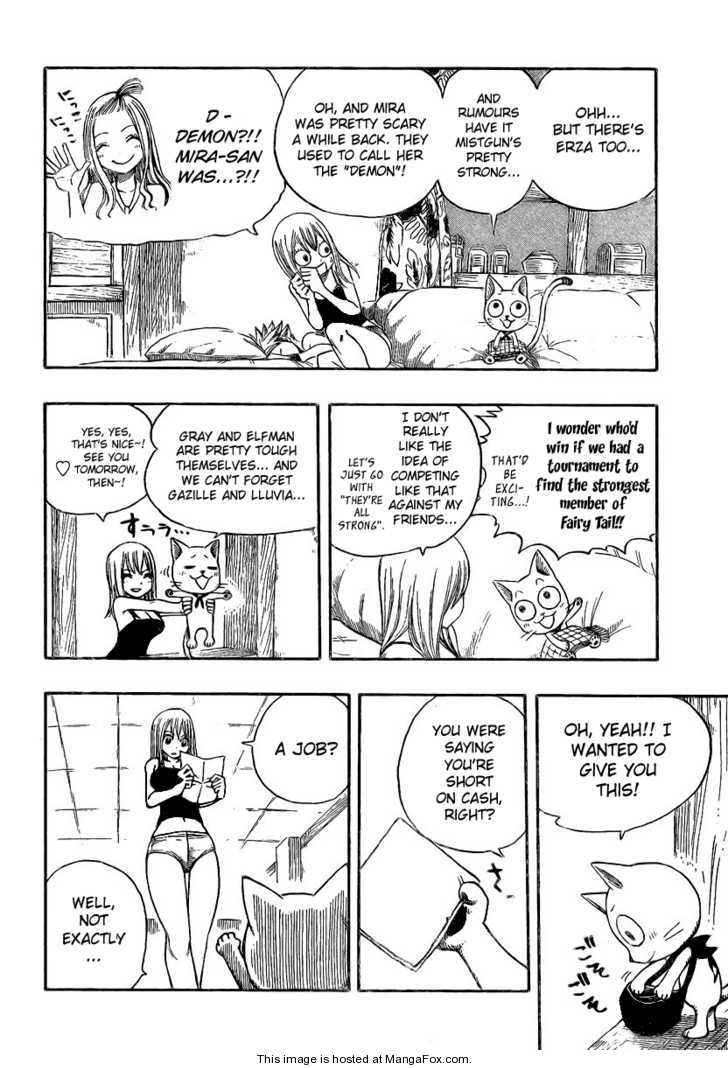 OHH...
BUT THERE'S
ERZA TOO...
AND
RUMOURS
HAVE IT
MISTGUN'S
PRETTY
STRONG...
OH, AND MIRA
WAS PRETTY SCARY
A WHILE BACK. THEY
USED TO CALL HER
THE "DEMON"!
D -
DEMON?!!
MIRA-SAN
WAS...?!!
I wonder who'd
win if we had a
tournament to
find the strongest
member of
Fairy Tail!!
THAT'D
BE
EXCI-
TING...!
I DON'T
REALLY
LIKE THE
IDEA OF
COMPETING
LIKE THAT
AGAINST MY
FRIENDS...
LET'S
JUST GO
WITH
"THEY'RE
ALL
STRONG".
GRAY AND ELFMAN
ARE PRETTY TOUGH
THEMSELVES... AND
WE CAN'T FORGET
GAZILLE AND LLUVIA...
YES, YES,
THAT'S NICE~!
SEE YOU
TOMORROW,
THEN~!
♡
すうララ...
OH, YEAH!! I
WANTED TO
GIVE YOU
THIS!
YOU WERE
SAYING
YOU'RE
SHORT
ON CASH,
RIGHT?
A JOB?
WELL,
NOT
EXACTLY
...
This image is hosted at MangaFox.com.